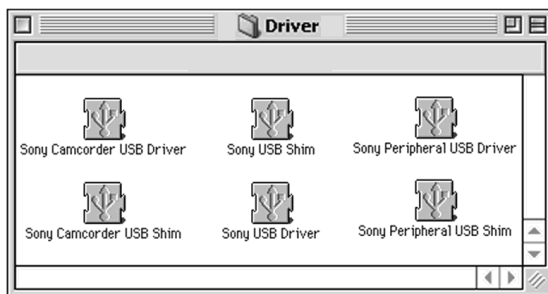 Driver
Sony Camcorder USB Driver
Sony USB Shim
Sony Peripheral USB Driver
Sony Camcorder USB Shim
Sony USB Driver
Sony Peripheral USB Shim